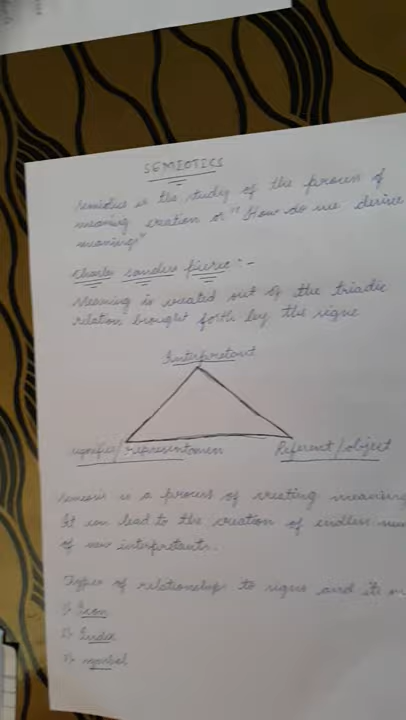 SEMIOTICS
Semiotics is the study of the process of
meaning creation or "How do we derive
meaning"
Charles sanders pierce:-
Meaning is created out of the triadic
relation brought forth by the signs
Interpretant
signifier/representamen
Referent/object
Semiosis is a process of creating meaning
It can lead to the creation of endless
of new interpretants.
Types of relationships to signs and its
1) Icon
2) Index
3) symbol